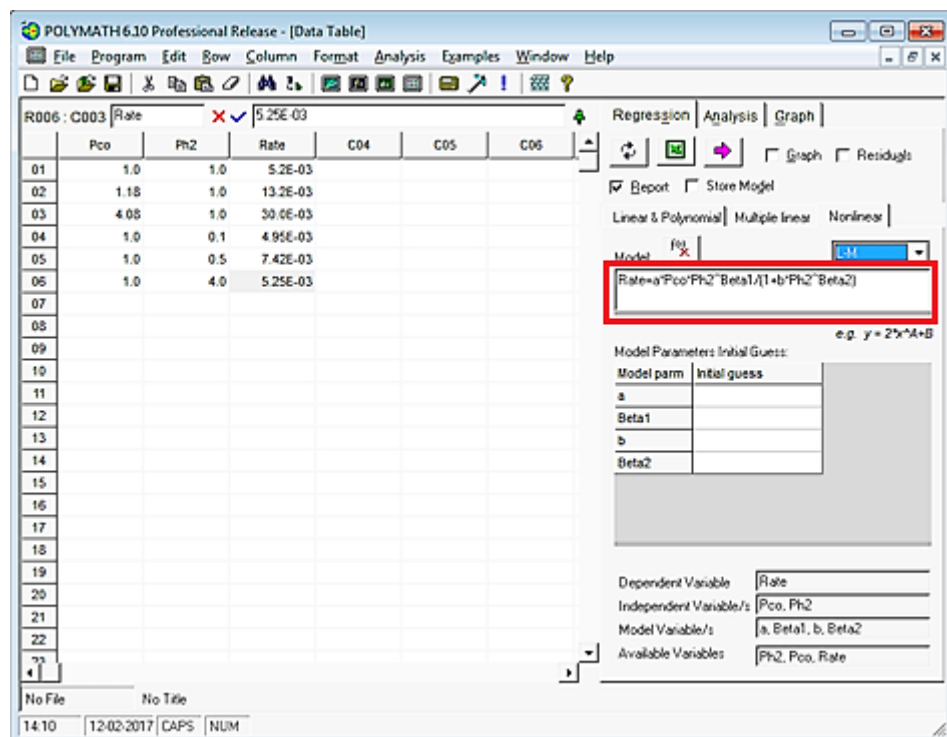 POLYMATH 6.10 Professional Release - [Data Table]
File Program Edit Row Column Format Analysis Examples Window Help
R006 : C003 Rate 5.25E-03
Pco Ph2 Rate C04 C05 C06
01 1.0 1.0 5.2E-03
02 1.18 1.0 13.2E-03
03 4.08 1.0 30.0E-03
04 1.0 0.1 4.95E-03
05 1.0 0.5 7.42E-03
06 1.0 4.0 5.25E-03
07
08
09
10
11
12
13
14
15
16
17
18
19
20
21
22
23
No File No Title
14:10 12-02-2017 CAPS NUM
Regression Analysis Graph
Graph Residuals
Report Store Model
Linear & Polynomial Multiple linear Nonlinear
Model L-M
Rate=a*Pco*Ph2^Beta1/(1+b*Ph2^Beta2)
e.g. y = 2*x^A+B
Model Parameters Initial Guess:
Model parm Initial guess
a
Beta1
b
Beta2
Dependent Variable Rate
Independent Variable/s Pco, Ph2
Model Variable/s a, Beta1, b, Beta2
Available Variables Ph2, Pco, Rate